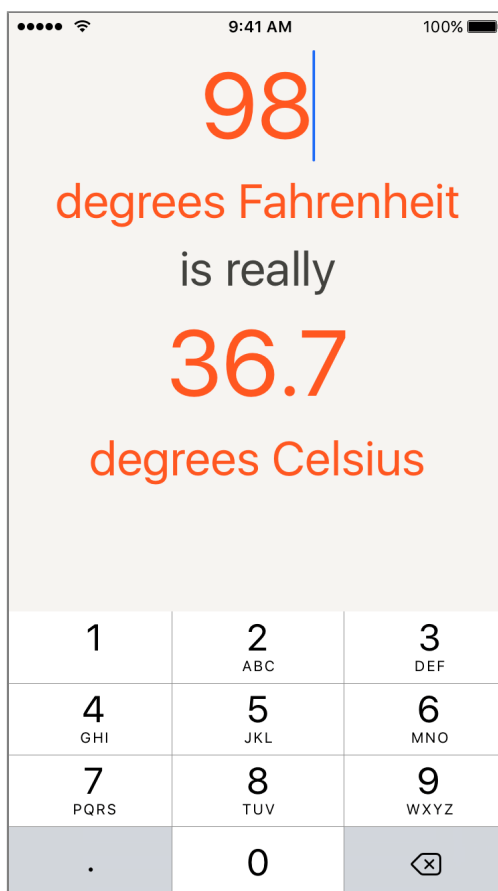 9:41 AM 100%
98
degrees Fahrenheit
is really
36.7
degrees Celsius
1 2 3
ABC DEF
4 5 6
GHI JKL MNO
7 8 9
PQRS TUV WXYZ
. 0